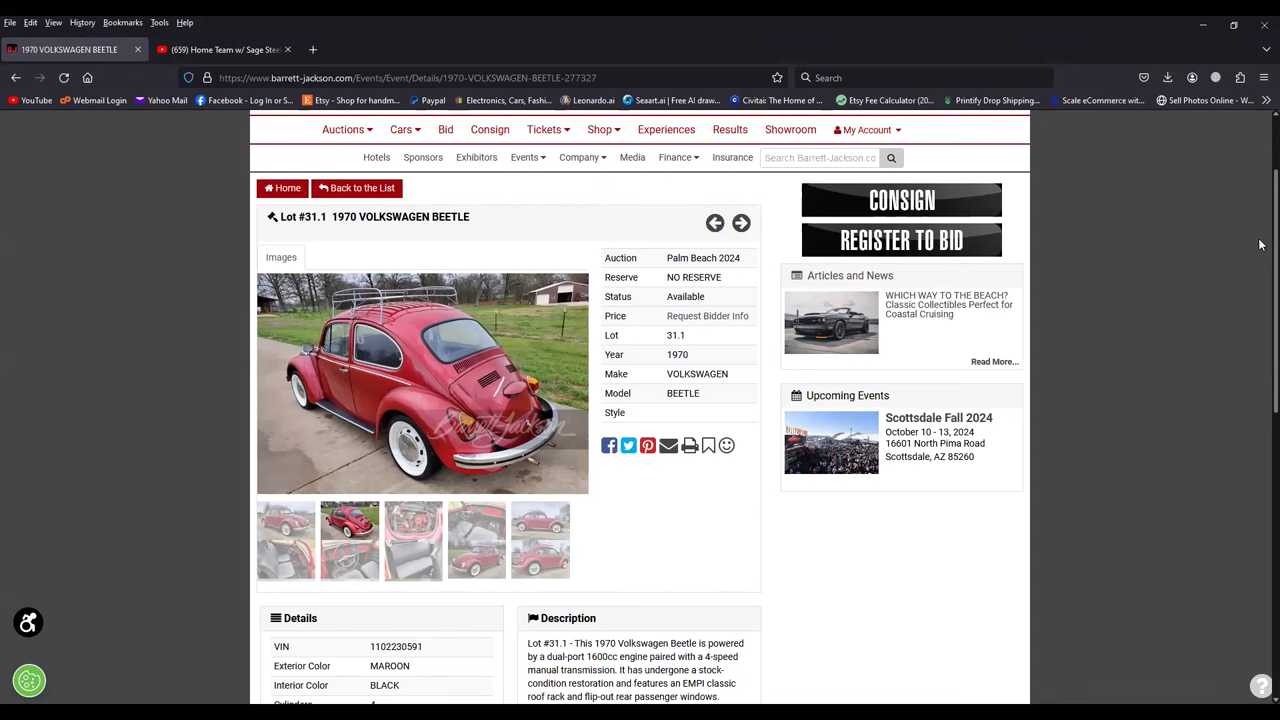 File Edit View History Bookmarks Tools Help
1970 VOLKSWAGEN BEETLE
(659) Home Team w/ Sage Stee
https://www.barrett-jackson.com/Events/Event/Details/1970-VOLKSWAGEN-BEETLE-277327
Search
YouTube Webmail Login Yahoo Mail Facebook - Log In or S... Etsy - Shop for handm... Paypal Electronics, Cars, Fashi... Leonardo.ai Seaart.ai | Free AI draw... Civitai: The Home of ... Etsy Fee Calculator (20... Printify Drop Shipping... Scale eCommerce wit... Sell Photos Online - W...
Auctions Cars Bid Consign Tickets Shop Experiences Results Showroom My Account
Hotels Sponsors Exhibitors Events Company Media Finance Insurance Search Barrett-Jackson.co
Home Back to the List
Lot #31.1 1970 VOLKSWAGEN BEETLE
Images
Auction Palm Beach 2024
Reserve NO RESERVE
Status Available
Price Request Bidder Info
Lot 31.1
Year 1970
Make VOLKSWAGEN
Model BEETLE
Style
Barrett-Jackson
CONSIGN
REGISTER TO BID
Articles and News
WHICH WAY TO THE BEACH?
Classic Collectibles Perfect for
Coastal Cruising
Read More...
Upcoming Events
Scottsdale Fall 2024
October 10 - 13, 2024
16601 North Pima Road
Scottsdale, AZ 85260
Details
VIN 1102230591
Exterior Color MAROON
Interior Color BLACK
Description
Lot #31.1 - This 1970 Volkswagen Beetle is powered
by a dual-port 1600cc engine paired with a 4-speed
manual transmission. It has undergone a stock-
condition restoration and features an EMPI classic
roof rack and flip-out rear passenger windows.